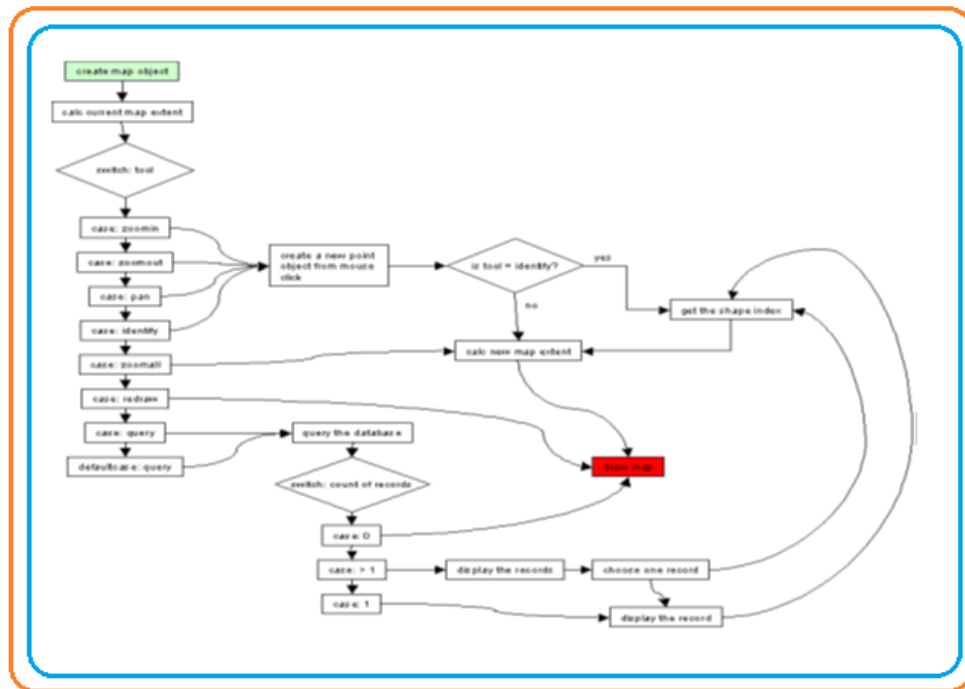 create map object
calc current map extent
switch: tool
case: zoomin
case: zoomout
case: pan
case: identify
case: zoomall
case: redraw
case: query
defaultcase: query
create a new point
object from mouse
click
is tool = identify?
yes
no
get the shape index
calc new map extent
query the database
switch: count of records
draw map
case: 0
case: > 1
case: 1
display the records
choose one record
display the record